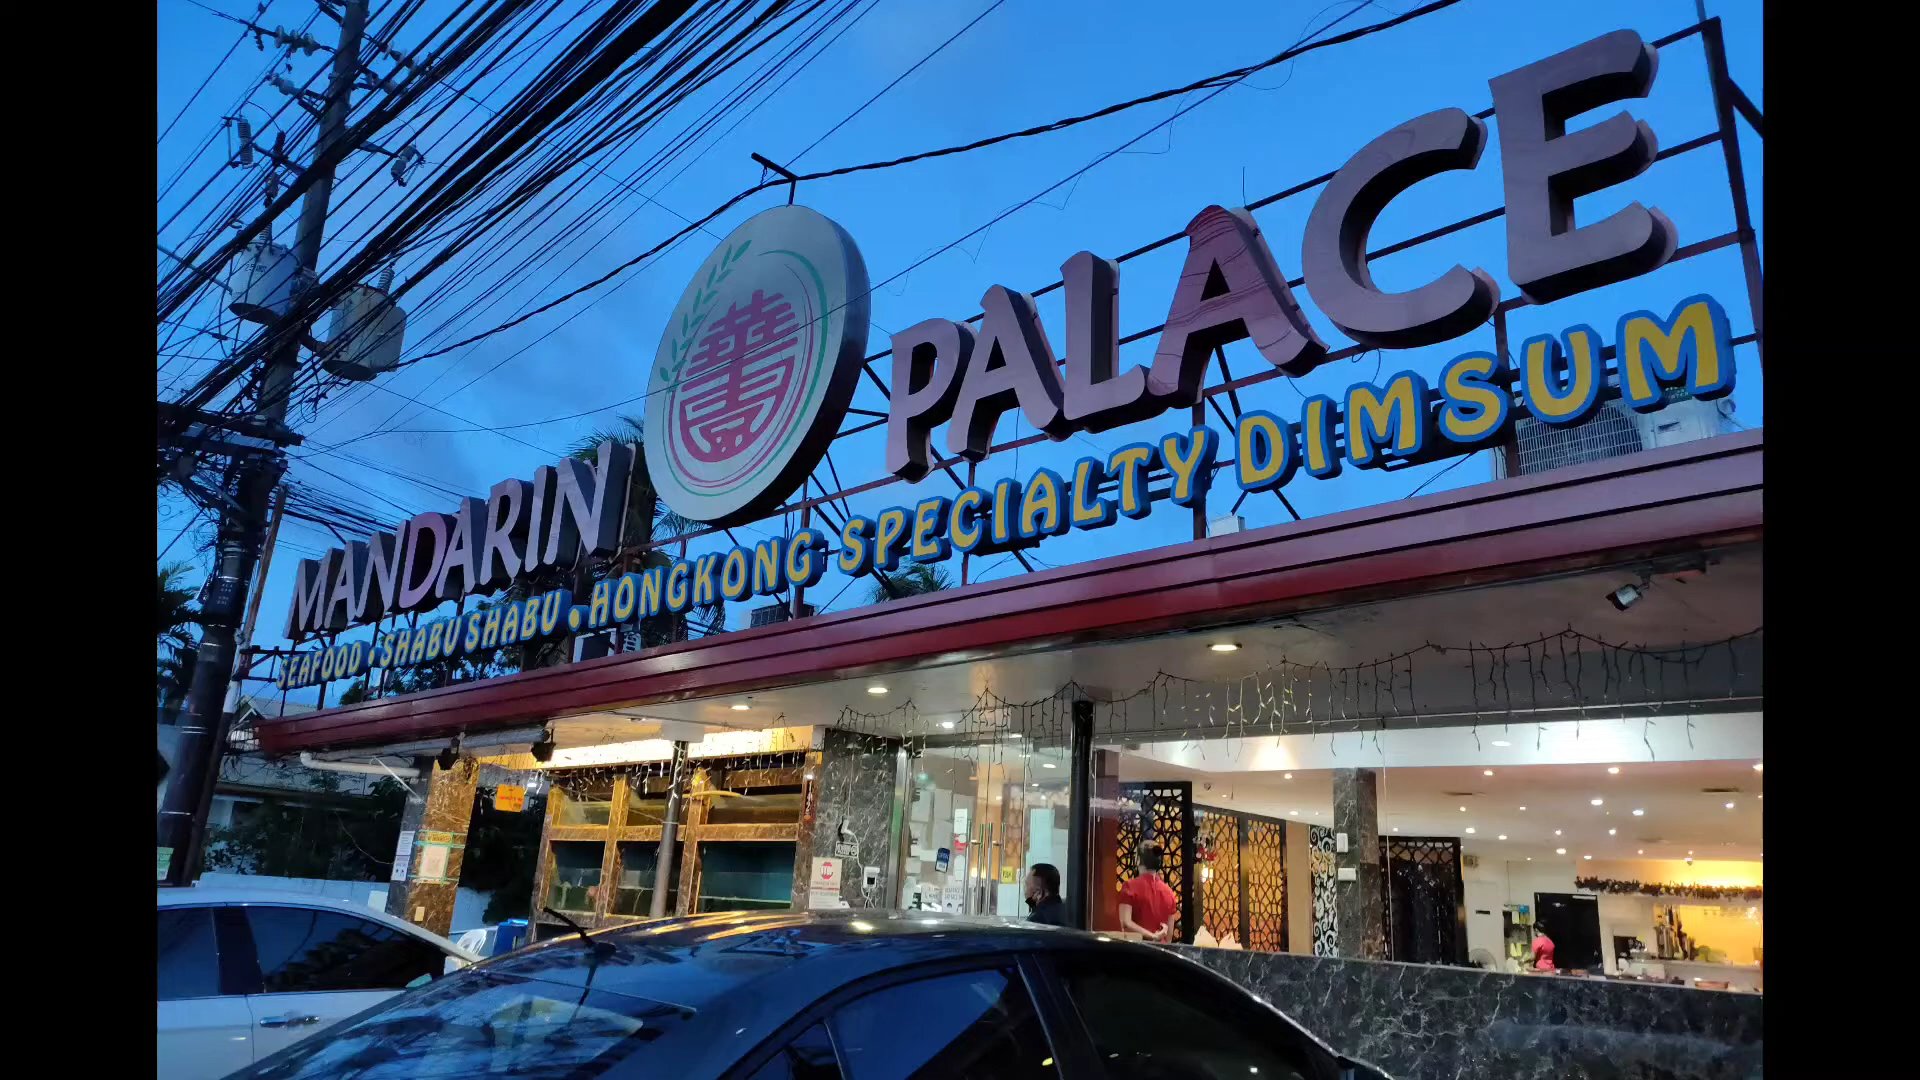 MANDARIN PALACE
SEAFOOD • SHABU SHABU • HONGKONG SPECIALTY DIMSUM